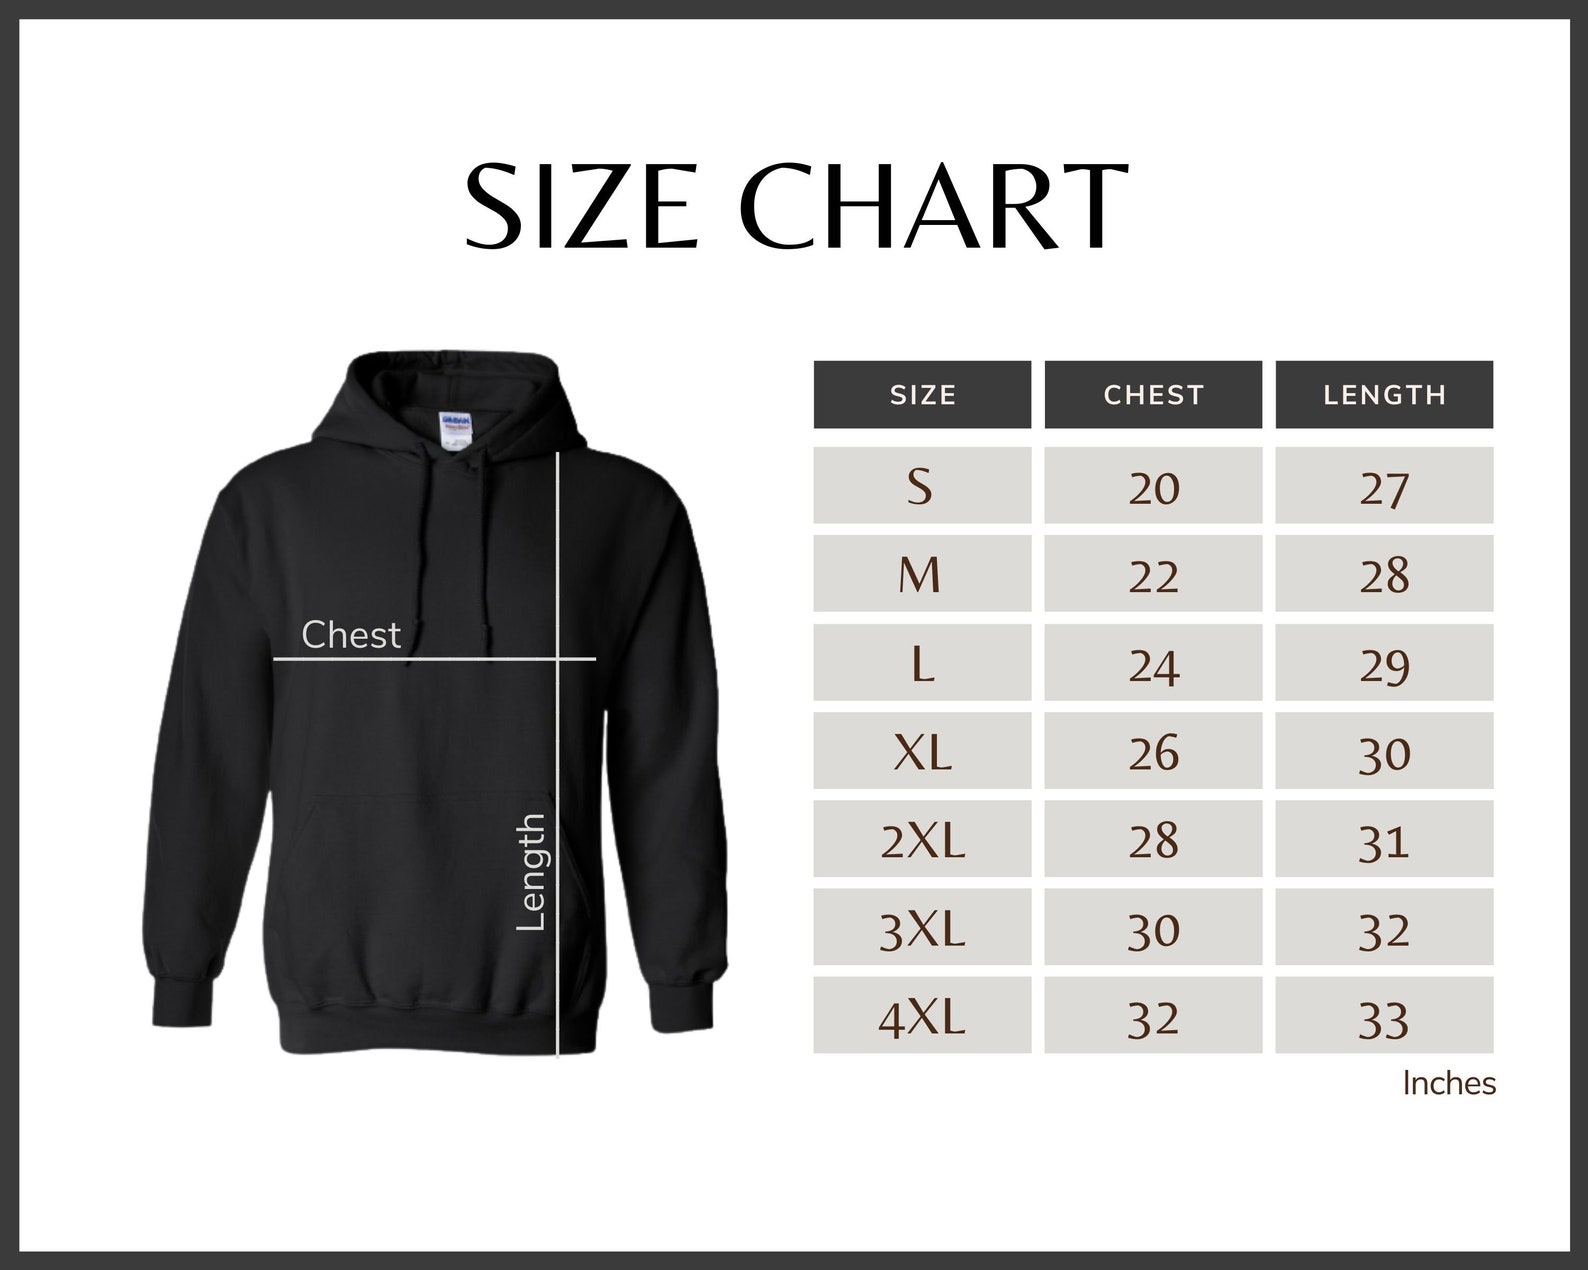 SIZE CHART
SIZE CHEST LENGTH
S 20 27
M 22 28
L 24 29
XL 26 30
2XL 28 31
3XL 30 32
4XL 32 33
Inches
Chest
Length